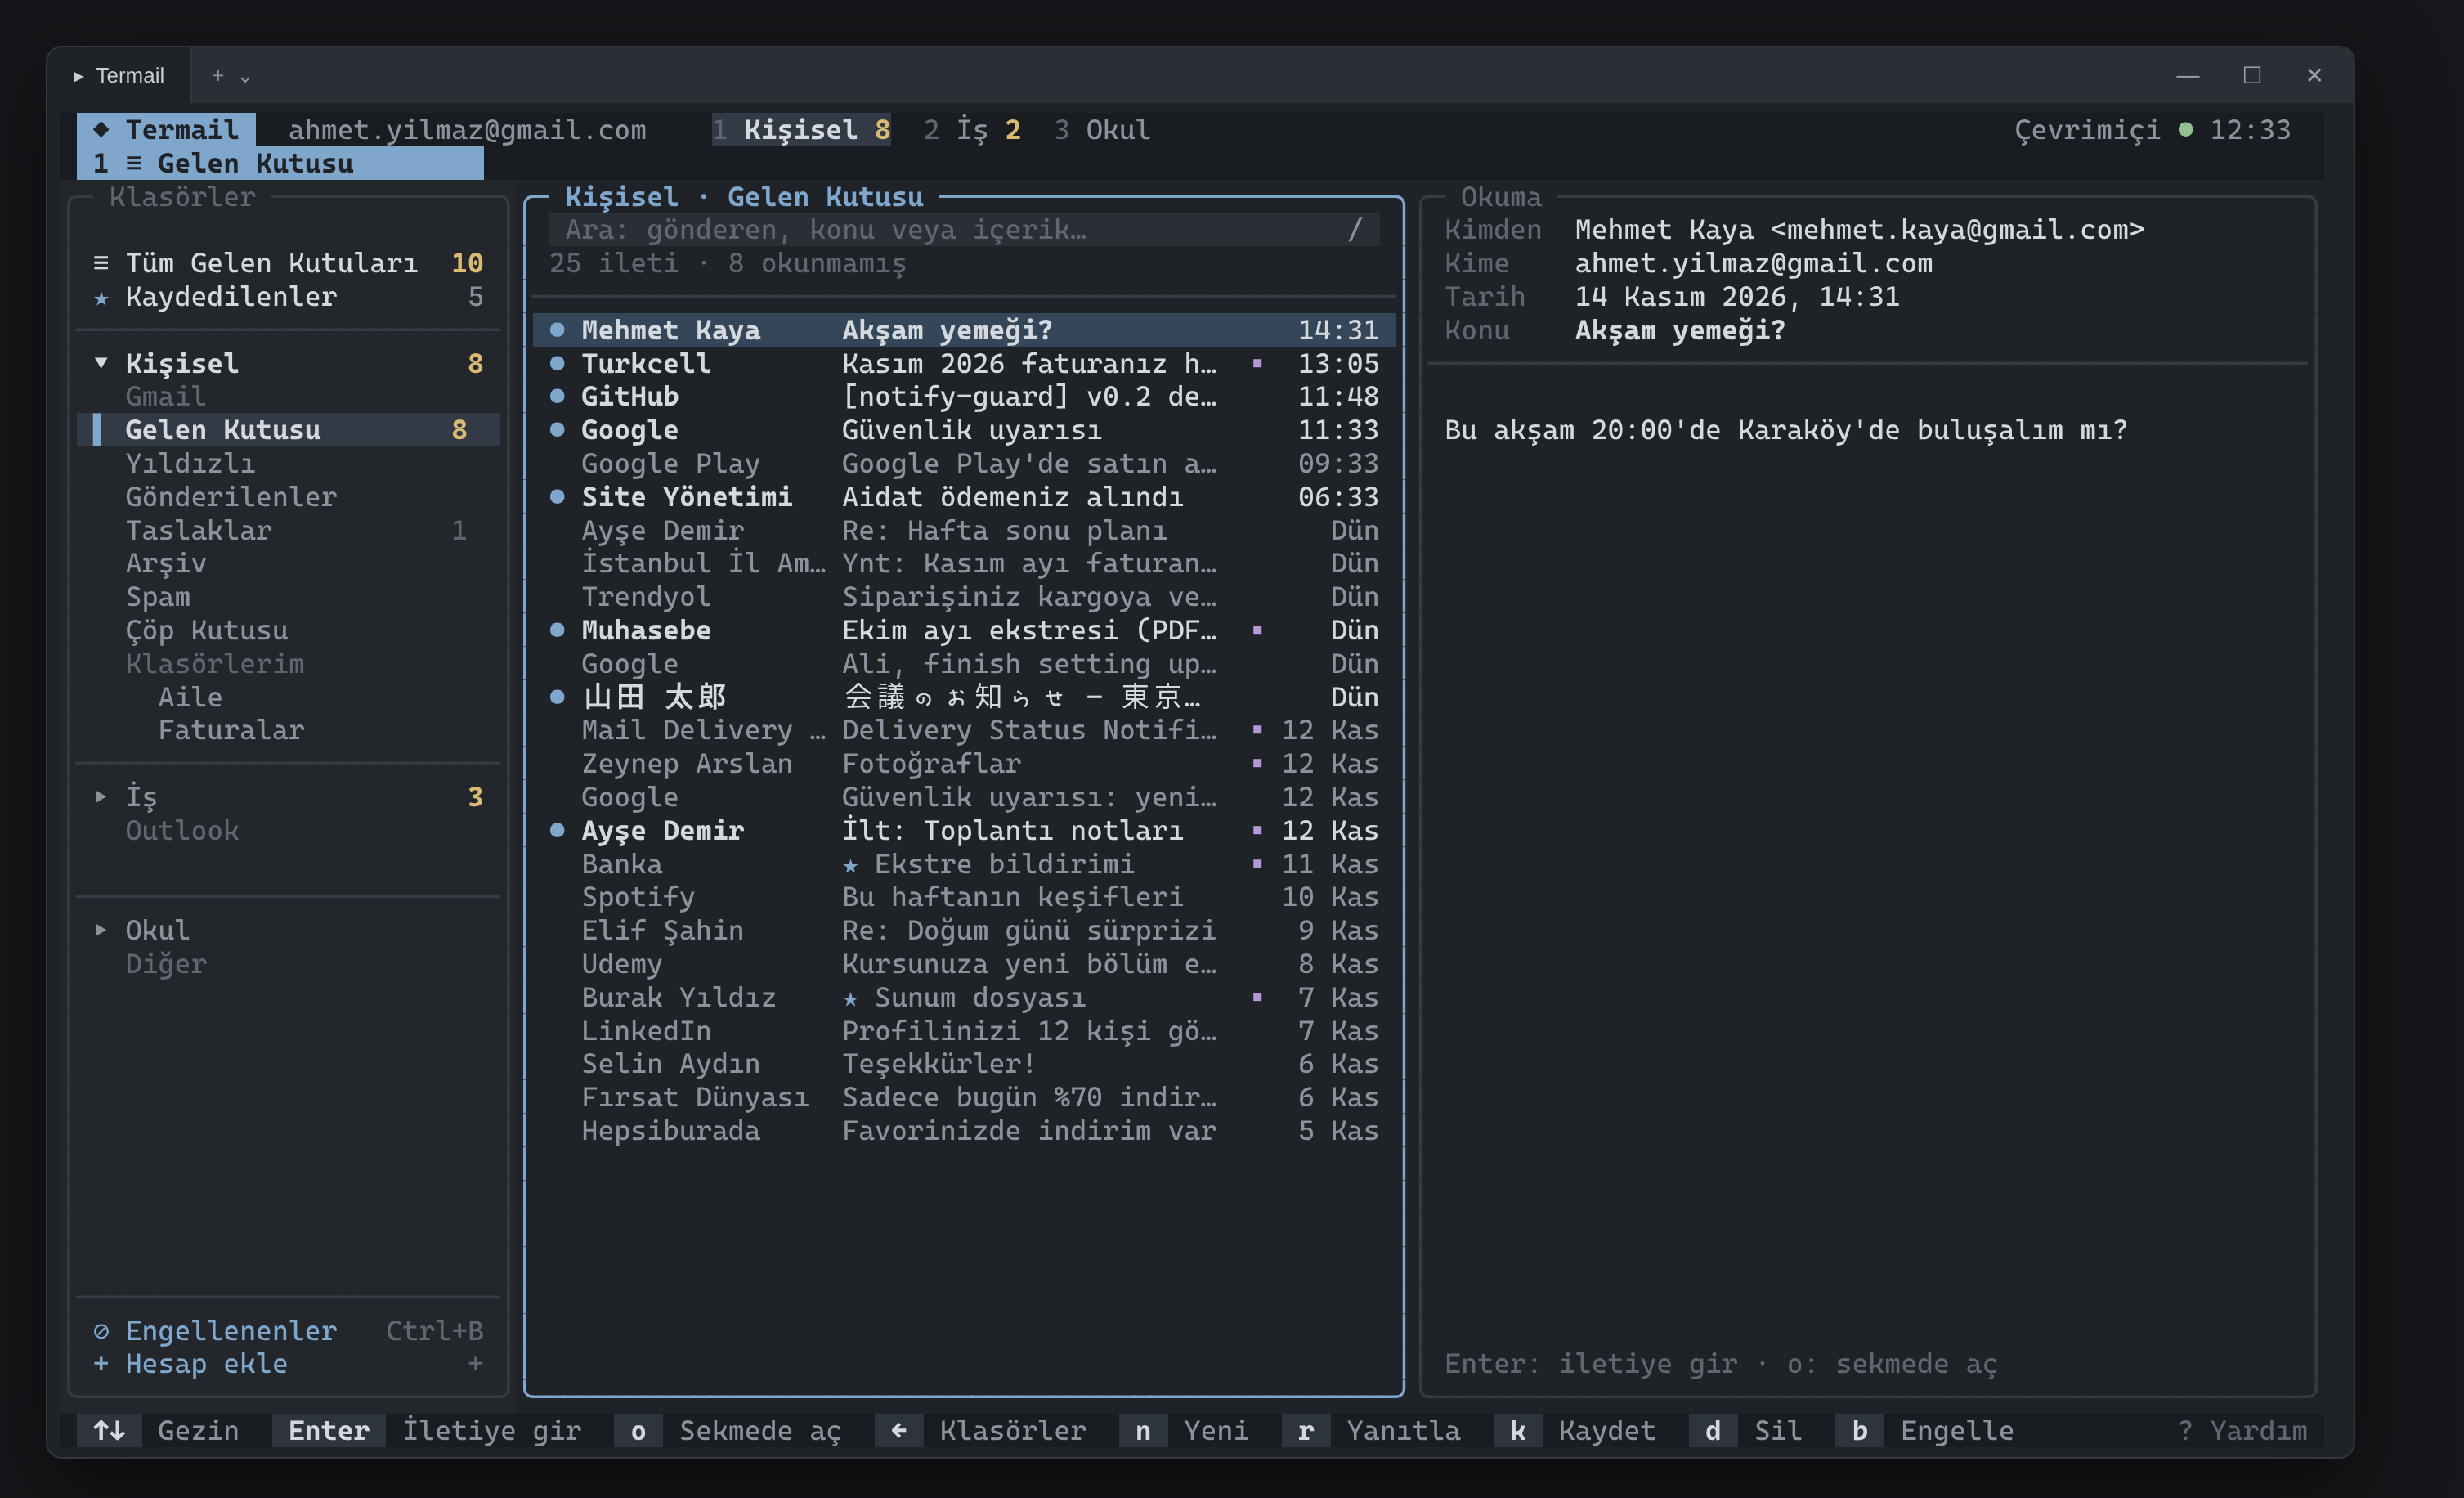 ▸ Termail + ⌄ — ☐ ✕
◆ Termail ahmet.yilmaz@gmail.com 1 Kişisel 8 2 İş 2 3 Okul Çevrimiçi ● 12:33
1 ≡ Gelen Kutusu
Klasörler
≡ Tüm Gelen Kutuları 10
★ Kaydedilenler 5
▼ Kişisel 8
Gmail
Gelen Kutusu 8
Yıldızlı
Gönderilenler
Taslaklar 1
Arşiv
Spam
Çöp Kutusu
Klasörlerim
Aile
Faturalar
▸ İş 3
Outlook
▸ Okul
Diğer
⊘ Engellenenler Ctrl+B
+ Hesap ekle +
Kişisel · Gelen Kutusu
Ara: gönderen, konu veya içerik… /
25 ileti · 8 okunmamış
● Mehmet Kaya Akşam yemeği? 14:31
● Turkcell Kasım 2026 faturanız h… ▪ 13:05
● GitHub [notify-guard] v0.2 de… 11:48
● Google Güvenlik uyarısı 11:33
Google Play Google Play'de satın a… 09:33
● Site Yönetimi Aidat ödemeniz alındı 06:33
Ayşe Demir Re: Hafta sonu planı Dün
İstanbul İl Am… Ynt: Kasım ayı faturan… Dün
Trendyol Siparişiniz kargoya ve… Dün
● Muhasebe Ekim ayı ekstresi (PDF… ▪ Dün
Google Ali, finish setting up… Dün
● 山田 太郎 会議のお知らせ – 東京… Dün
Mail Delivery … Delivery Status Notifi… ▪ 12 Kas
Zeynep Arslan Fotoğraflar ▪ 12 Kas
Google Güvenlik uyarısı: yeni… 12 Kas
● Ayşe Demir İlt: Toplantı notları ▪ 12 Kas
Banka ★ Ekstre bildirimi ▪ 11 Kas
Spotify Bu haftanın keşifleri 10 Kas
Elif Şahin Re: Doğum günü sürprizi 9 Kas
Udemy Kursunuza yeni bölüm e… 8 Kas
Burak Yıldız ★ Sunum dosyası ▪ 7 Kas
LinkedIn Profilinizi 12 kişi gö… 7 Kas
Selin Aydın Teşekkürler! 6 Kas
Fırsat Dünyası Sadece bugün %70 indir… 6 Kas
Hepsiburada Favorinizde indirim var 5 Kas
Okuma
Kimden Mehmet Kaya <mehmet.kaya@gmail.com>
Kime ahmet.yilmaz@gmail.com
Tarih 14 Kasım 2026, 14:31
Konu Akşam yemeği?
Bu akşam 20:00'de Karaköy'de buluşalım mı?
Enter: iletiye gir · o: sekmede aç
↑↓ Gezin Enter İletiye gir o Sekmede aç ← Klasörler n Yeni r Yanıtla k Kaydet d Sil b Engelle ? Yardım